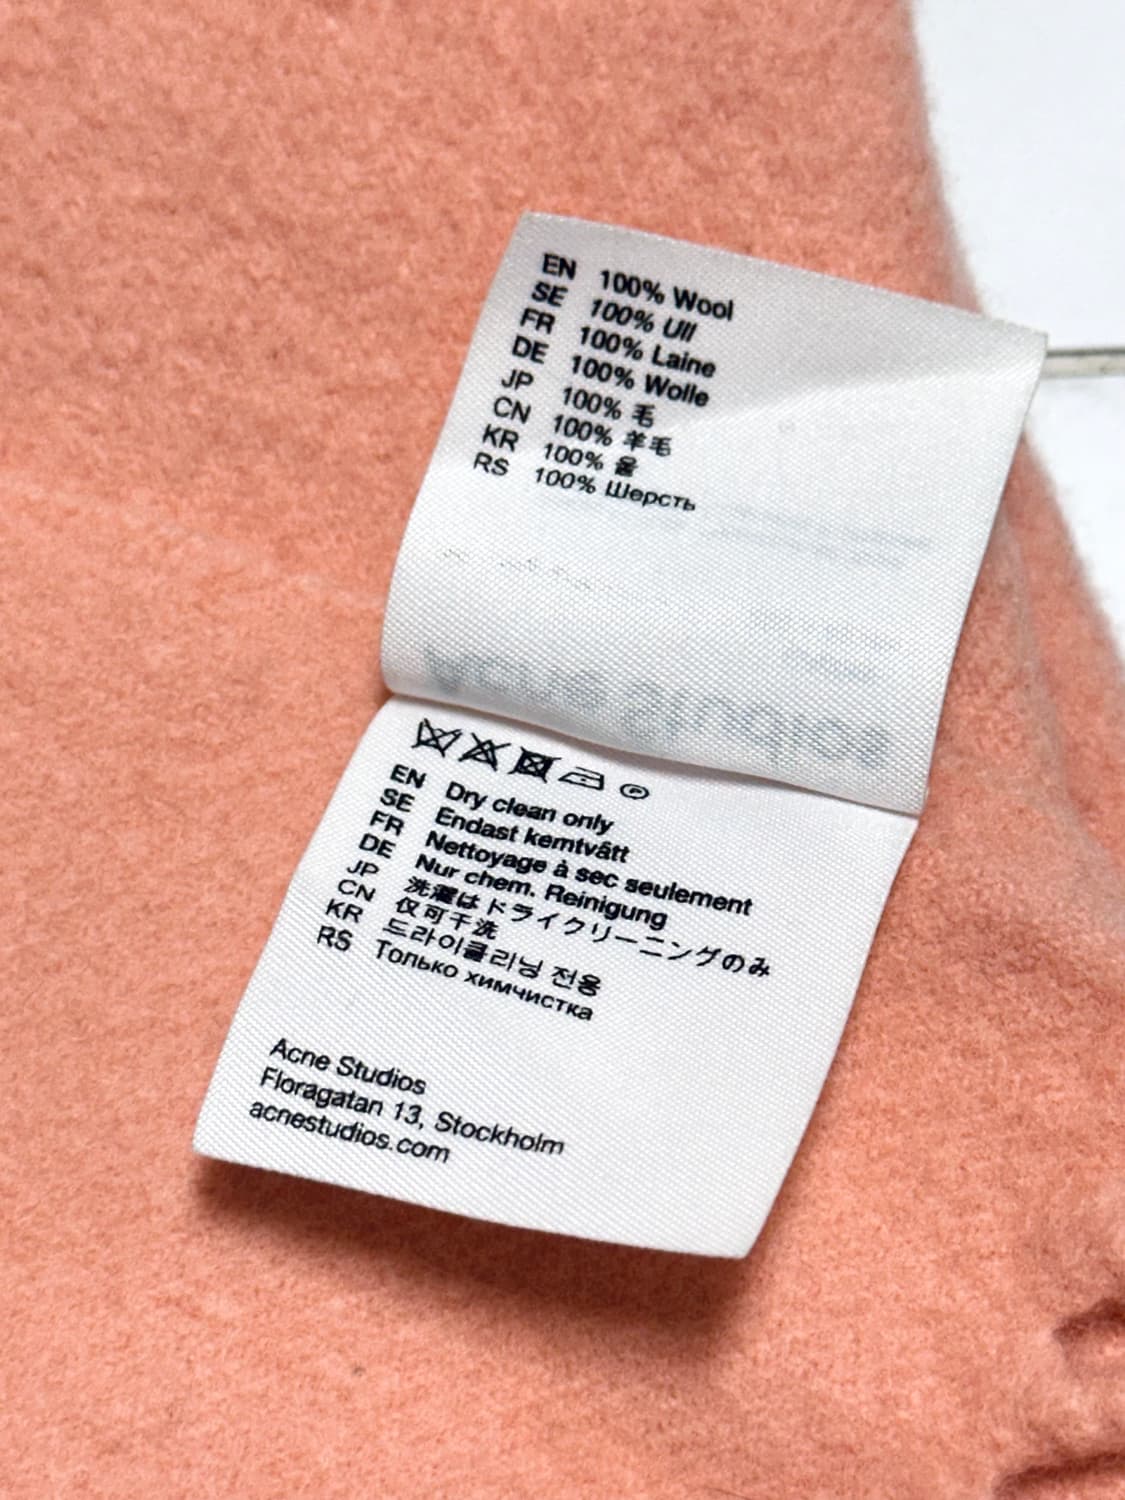 EN 100% Wool
SE 100% Ull
FR 100% Laine
DE 100% Wolle
JP 100% 毛
CN 100% 羊毛
KR 100% 울
RS 100% Шерсть
EN Dry clean only
SE Endast kemtvätt
FR Nettoyage à sec seulement
DE Nur chem. Reinigung
JP 洗濯はドライクリーニングのみ
CN 仅可干洗
KR 드라이클리닝 전용
RS Только химчистка
Acne Studios
Floragatan 13, Stockholm
acnestudios.com